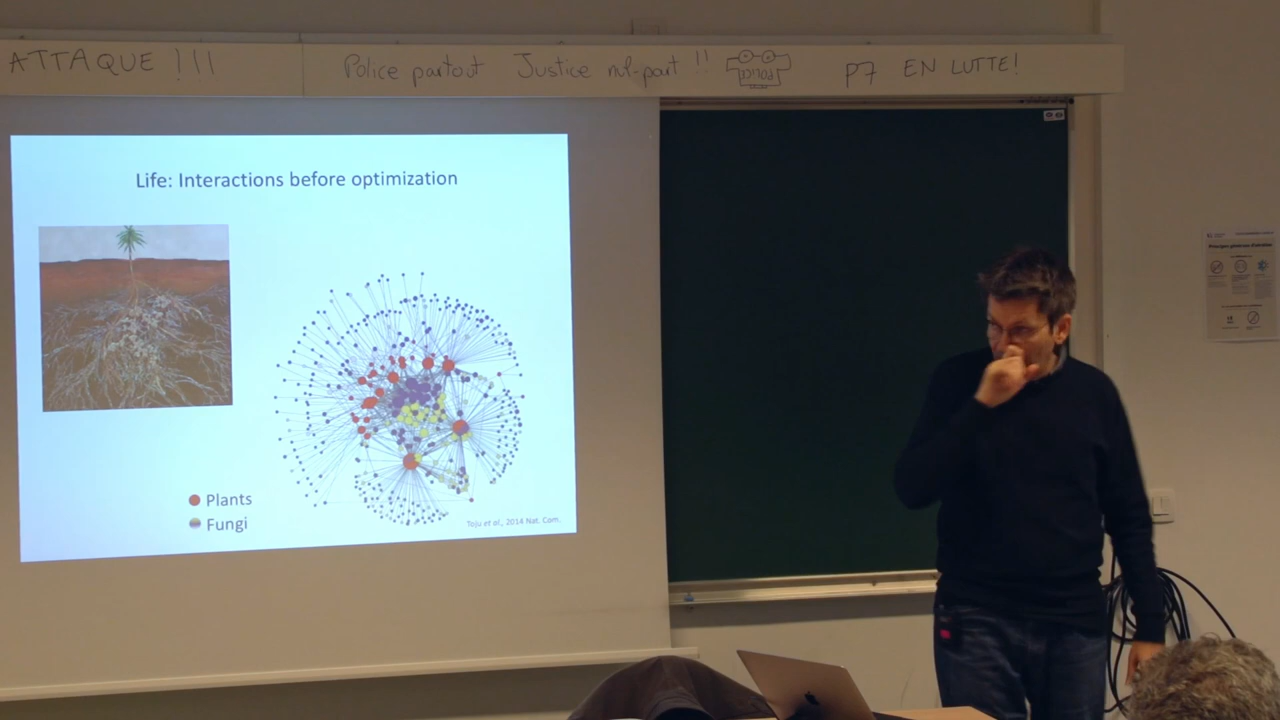 ATTAQUE !!!
Police partout Justice nul-part !!
POLICE
P7 EN LUTTE!
Life: Interactions before optimization
Plants
Fungi
Toju et al., 2014 Nat. Com.